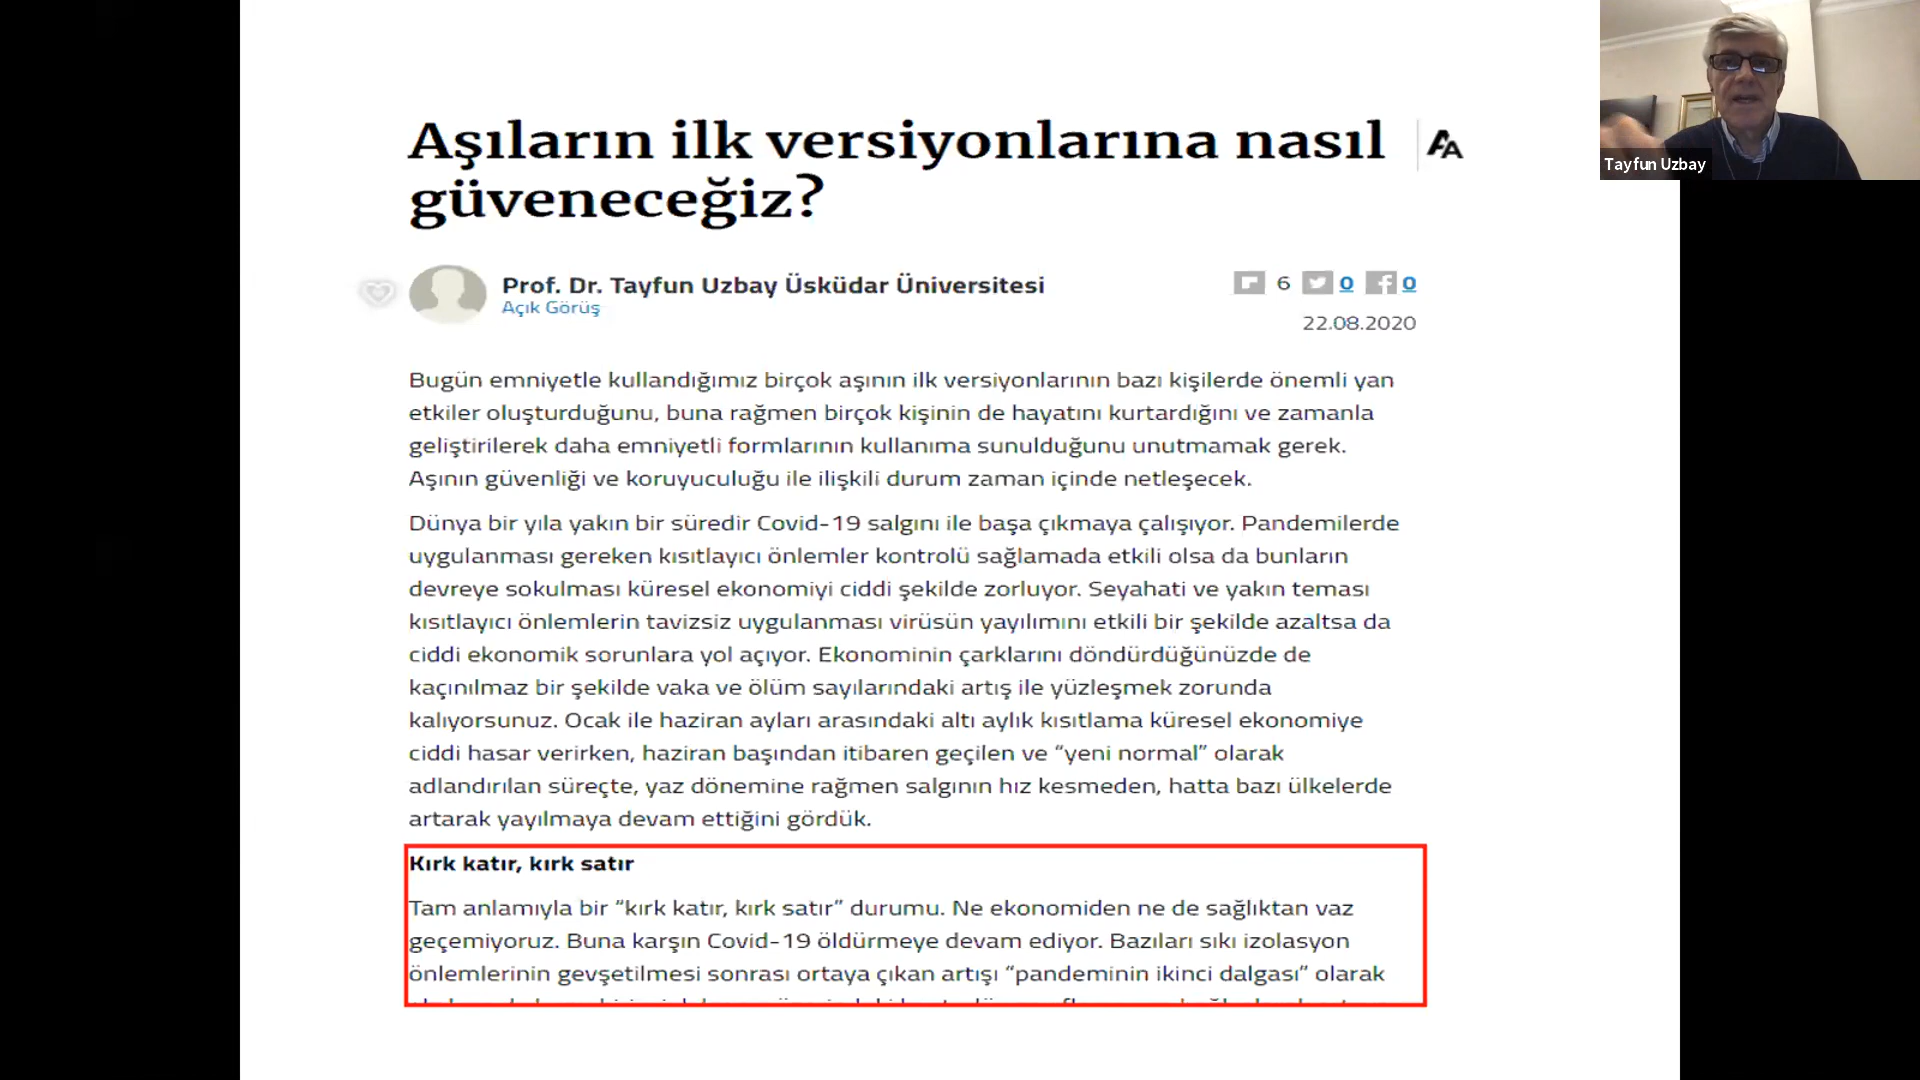 Aşıların ilk versiyonlarına nasıl
güveneceğiz?
AA
Tayfun Uzbay
Prof. Dr. Tayfun Uzbay Üsküdar Üniversitesi
Açık Görüş
6 0 0
22.08.2020
Bugün emniyetle kullandığımız birçok aşının ilk versiyonlarının bazı kişilerde önemli yan
etkiler oluşturduğunu, buna rağmen birçok kişinin de hayatını kurtardığını ve zamanla
geliştirilerek daha emniyetli formlarının kullanıma sunulduğunu unutmamak gerek.
Aşının güvenliği ve koruyuculuğu ile ilişkili durum zaman içinde netleşecek.
Dünya bir yıla yakın bir süredir Covid-19 salgını ile başa çıkmaya çalışıyor. Pandemilerde
uygulanması gereken kısıtlayıcı önlemler kontrolü sağlamada etkili olsa da bunların
devreye sokulması küresel ekonomiyi ciddi şekilde zorluyor. Seyahati ve yakın teması
kısıtlayıcı önlemlerin tavizsiz uygulanması virüsün yayılımını etkili bir şekilde azaltsa da
ciddi ekonomik sorunlara yol açıyor. Ekonominin çarklarını döndürdüğünüzde de
kaçınılmaz bir şekilde vaka ve ölüm sayılarındaki artış ile yüzleşmek zorunda
kalıyorsunuz. Ocak ile haziran ayları arasındaki altı aylık kısıtlama küresel ekonomiye
ciddi hasar verirken, haziran başından itibaren geçilen ve “yeni normal” olarak
adlandırılan süreçte, yaz dönemine rağmen salgının hız kesmeden, hatta bazı ülkelerde
artarak yayılmaya devam ettiğini gördük.
Kırk katır, kırk satır
Tam anlamıyla bir “kırk katır, kırk satır” durumu. Ne ekonomiden ne de sağlıktan vaz
geçemiyoruz. Buna karşın Covid-19 öldürmeye devam ediyor. Bazıları sıkı izolasyon
önlemlerinin gevşetilmesi sonrası ortaya çıkan artışı “pandeminin ikinci dalgası” olarak